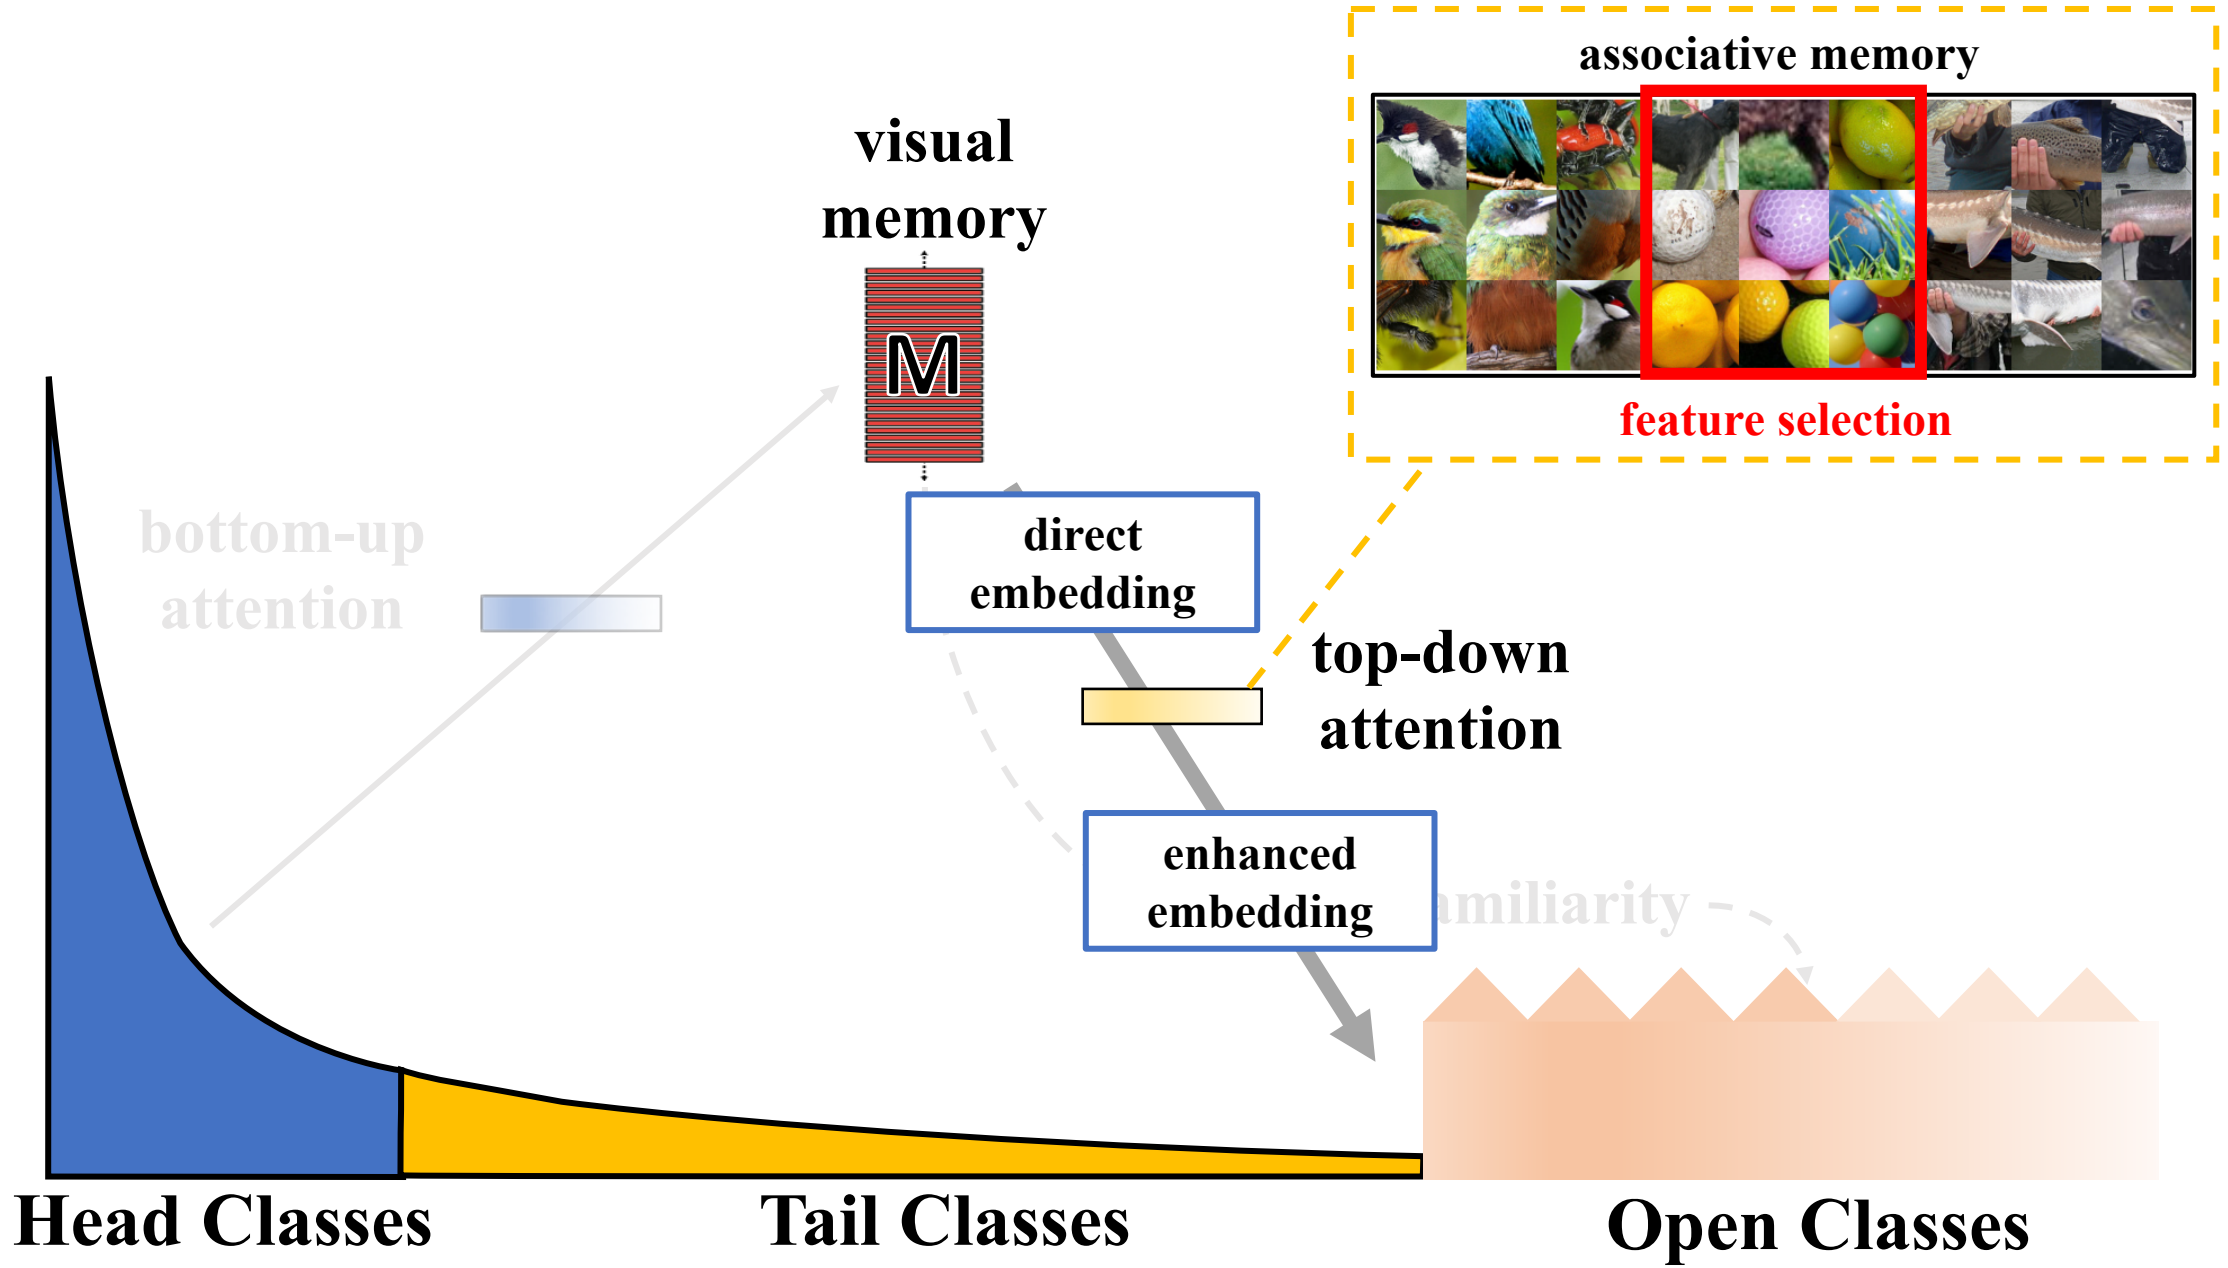 associative memory
visual
memory
M
feature selection
bottom-up
attention
direct
embedding
top-down
attention
enhanced
embedding
amiliarity
Head Classes
Tail Classes
Open Classes